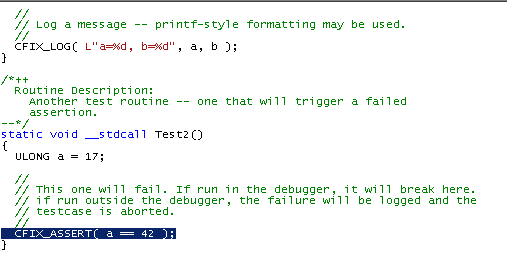 //
// Log a message -- printf-style formatting may be used.
//
CFIX_LOG( L"a=%d, b=%d", a, b );
}
/*++
Routine Description:
Another test routine -- one that will trigger a failed
assertion.
--*/
static void __stdcall Test2()
{
ULONG a = 17;
//
// This one will fail. If run in the debugger, it will break here.
// if run outside the debugger, the failure will be logged and the
// testcase is aborted.
//
CFIX_ASSERT( a == 42 );
}